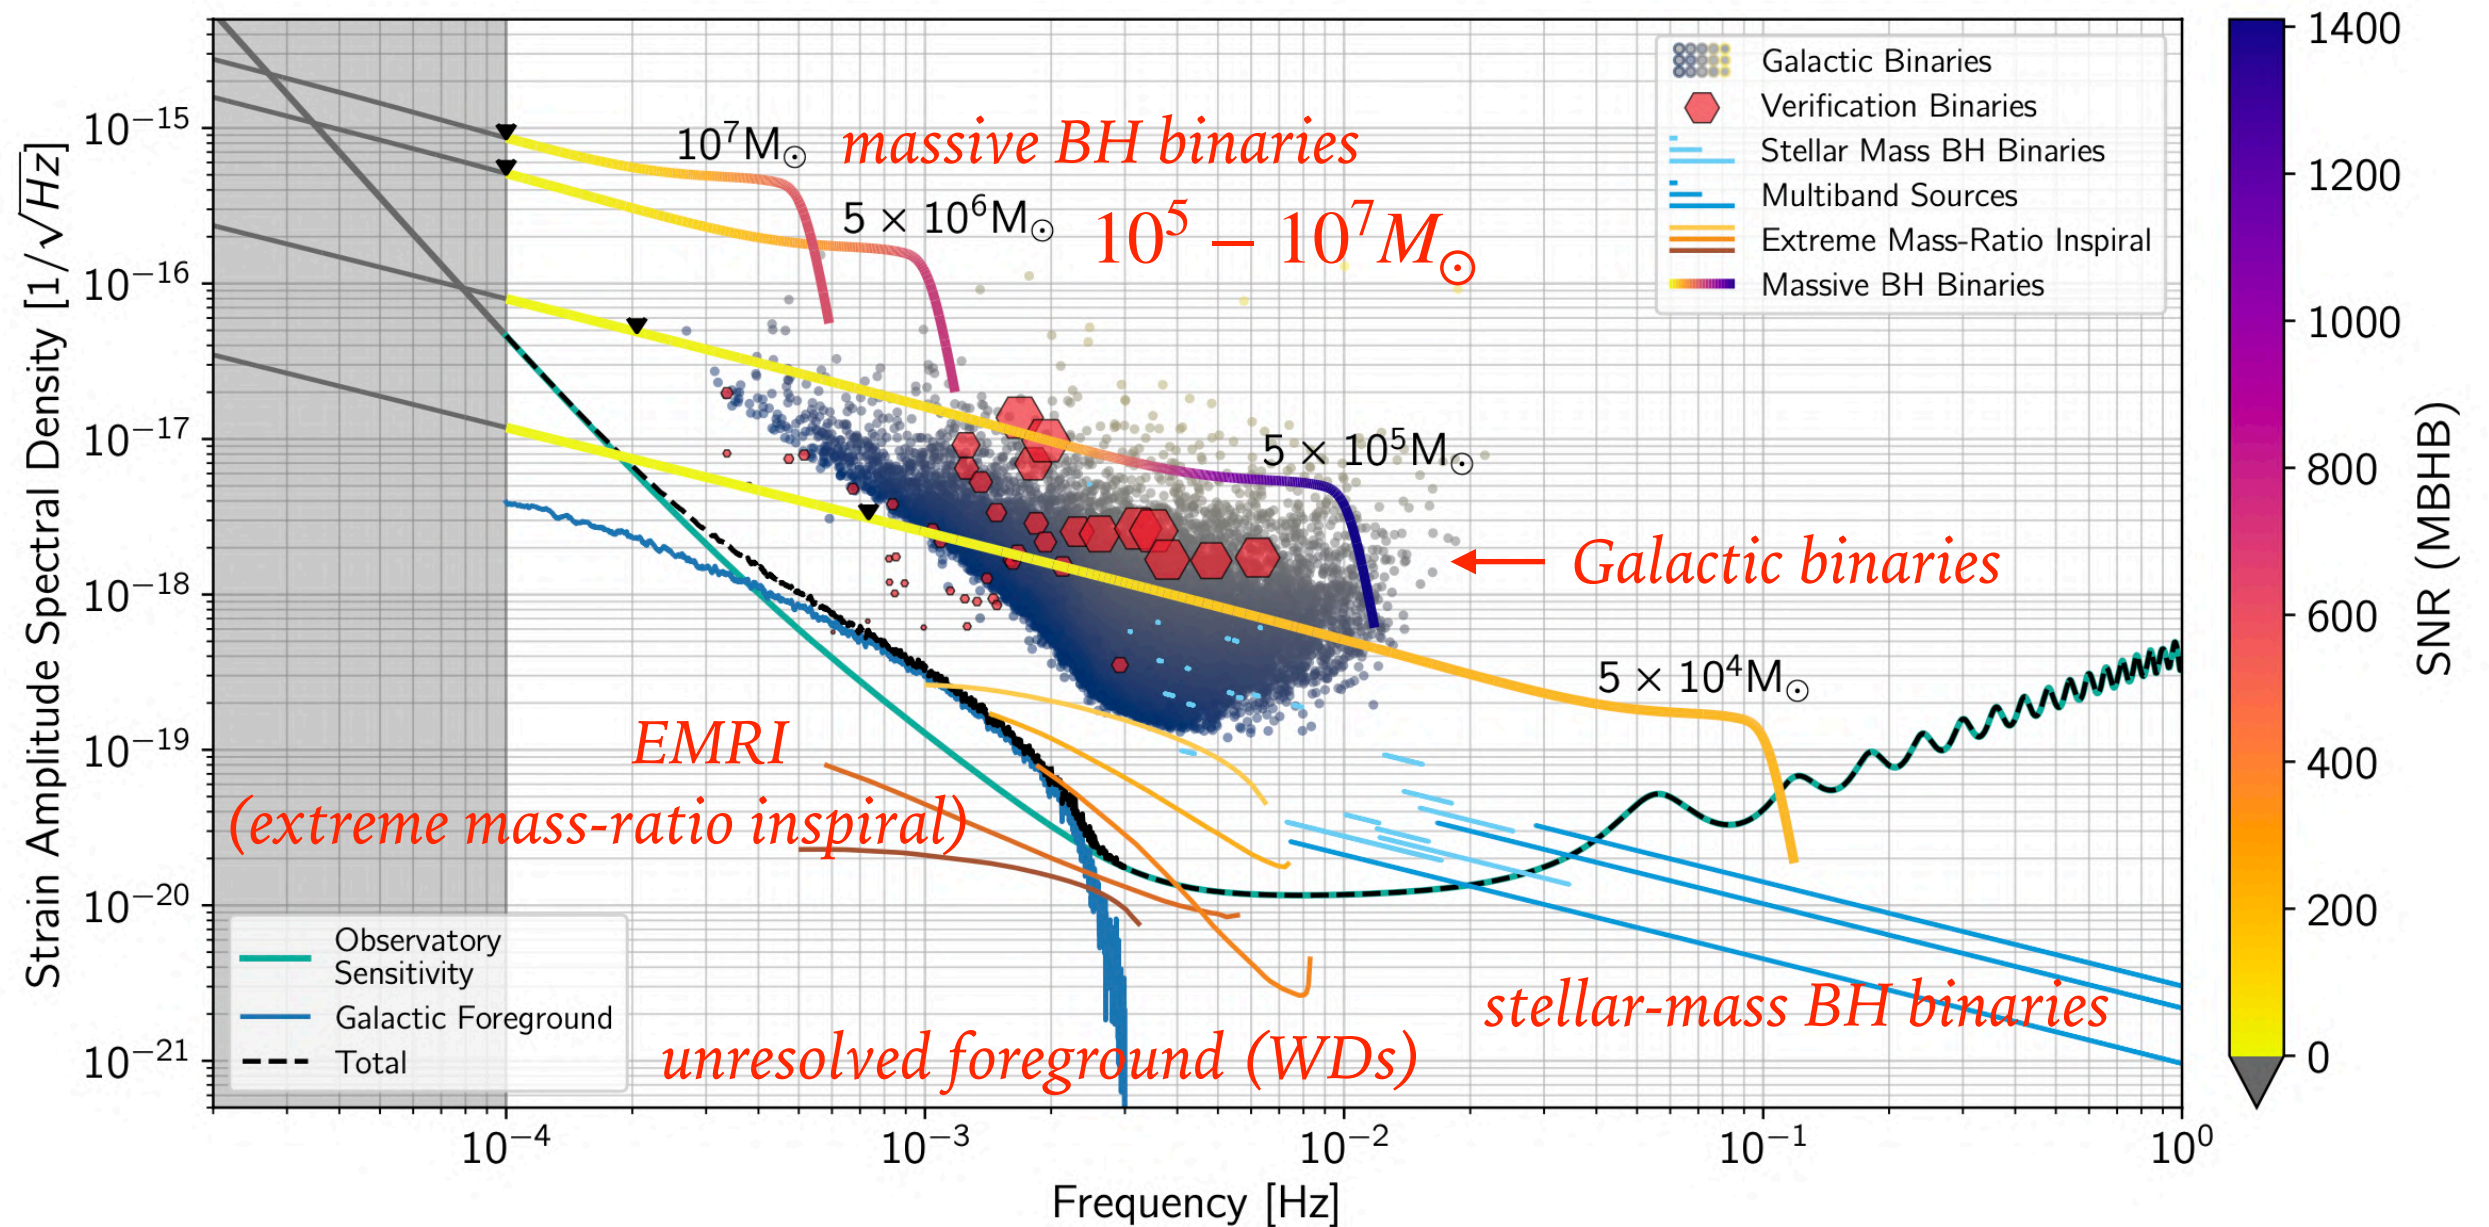 Strain Amplitude Spectral Density [1/√Hz]
10⁻¹⁵
10⁻¹⁶
10⁻¹⁷
10⁻¹⁸
10⁻¹⁹
10⁻²⁰
10⁻²¹
10⁷M☉
massive BH binaries
5 × 10⁶M☉
10⁵ – 10⁷M☉
Galactic Binaries
Verification Binaries
Stellar Mass BH Binaries
Multiband Sources
Extreme Mass-Ratio Inspiral
Massive BH Binaries
5 × 10⁵M☉
Galactic binaries
5 × 10⁴M☉
EMRI
(extreme mass-ratio inspiral)
stellar-mass BH binaries
unresolved foreground (WDs)
Observatory
Sensitivity
Galactic Foreground
Total
10⁻⁴
10⁻³
10⁻²
10⁻¹
10⁰
Frequency [Hz]
1400
1200
1000
800
600
400
200
0
SNR (MBHB)